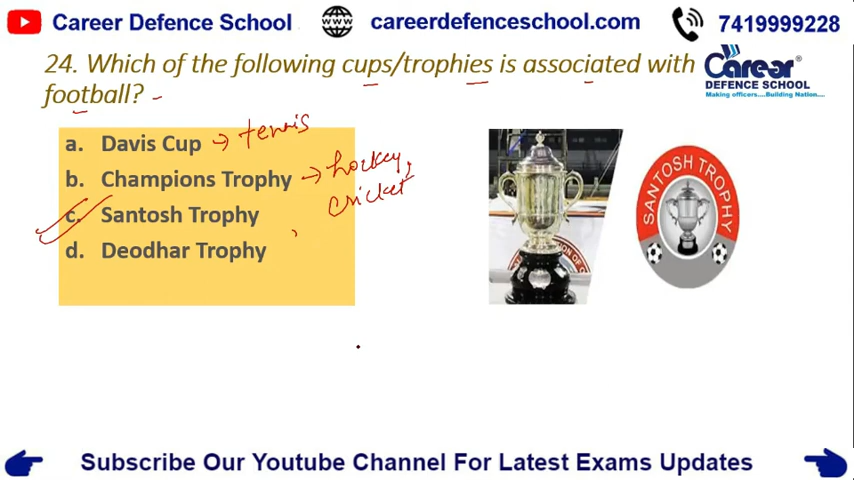 Career Defence School careerdefenceschool.com 7419999228
24. Which of the following cups/trophies is associated with
football?
Career
DEFENCE SCHOOL
Making officers....Building Nation....
a. Davis Cup → tennis
b. Champions Trophy → hockey,
cricket
c. Santosh Trophy
d. Deodhar Trophy
SANTOSH TROPHY
Subscribe Our Youtube Channel For Latest Exams Updates